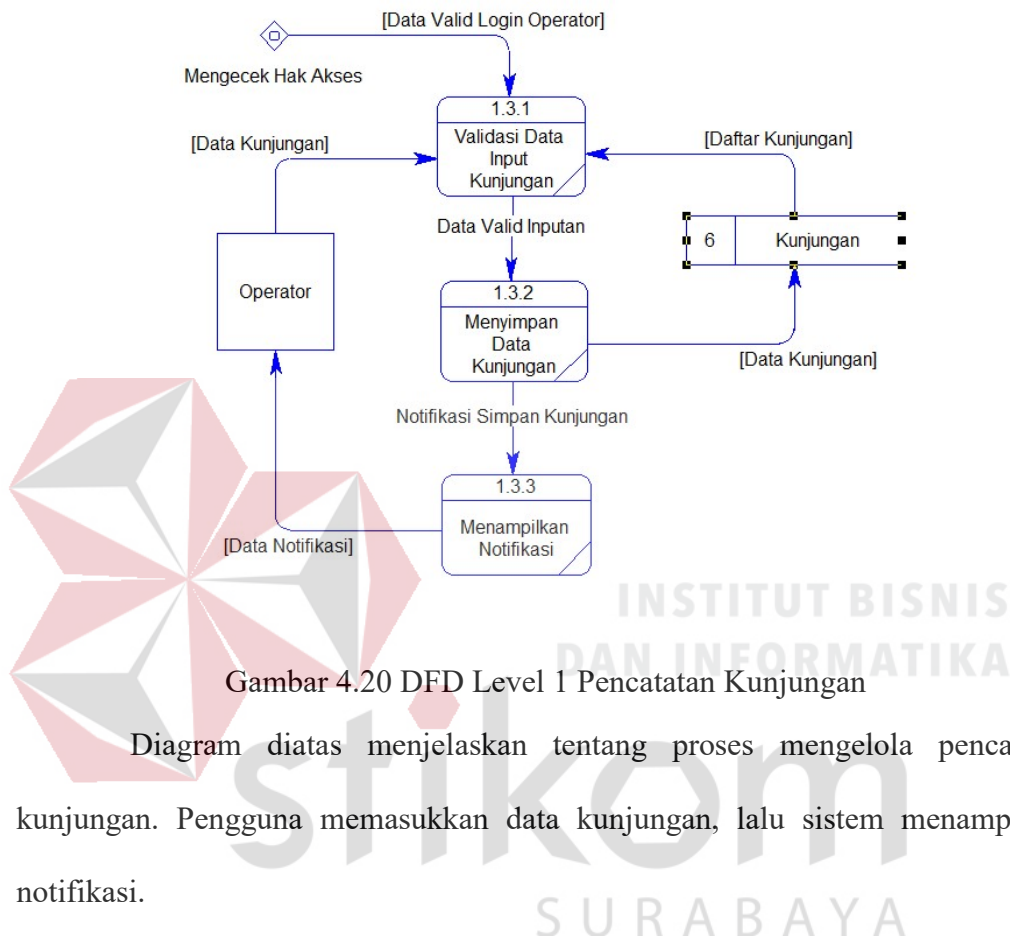 [Data Valid Login Operator]
Mengecek Hak Akses
1.3.1
Validasi Data
Input
Kunjungan
[Data Kunjungan]
[Daftar Kunjungan]
Data Valid Inputan
6
Kunjungan
Operator
1.3.2
Menyimpan
Data
Kunjungan
[Data Kunjungan]
Notifikasi Simpan Kunjungan
1.3.3
Menampilkan
Notifikasi
[Data Notifikasi]
INSTITUT BISNIS
DAN INFORMATIKA
Gambar 4.20 DFD Level 1 Pencatatan Kunjungan
Diagram diatas menjelaskan tentang proses mengelola penca
kunjungan. Pengguna memasukkan data kunjungan, lalu sistem menamp
notifikasi.
stikom
SURABAYA